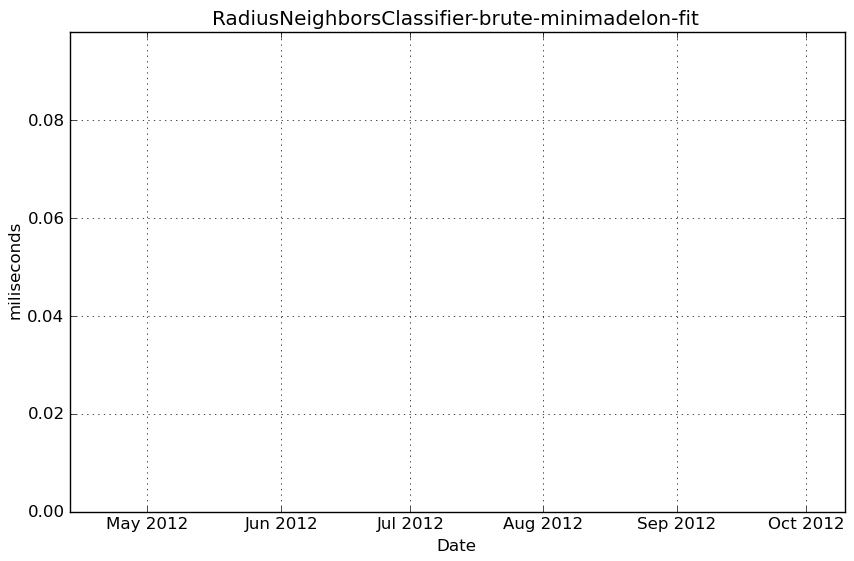 RadiusNeighborsClassifier-brute-minimadelon-fit
0.08
0.06
0.04
0.02
0.00
miliseconds
May 2012 Jun 2012 Jul 2012 Aug 2012 Sep 2012 Oct 2012
Date